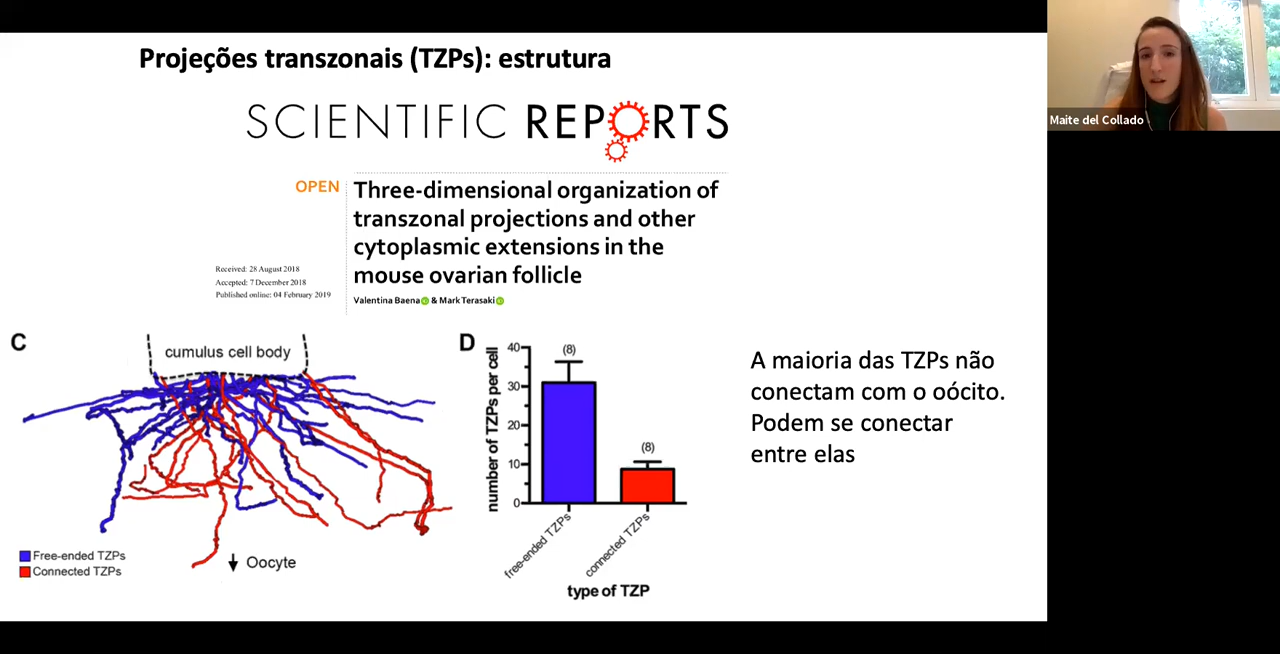 Projeções transzonais (TZPs): estrutura
SCIENTIFIC REPORTS
OPEN
Three-dimensional organization of
transzonal projections and other
cytoplasmic extensions in the
mouse ovarian follicle
Received: 28 August 2018
Accepted: 7 December 2018
Published online: 04 February 2019
Valentina Baena & Mark Terasaki
Maite del Collado
C
cumulus cell body
Free-ended TZPs
Connected TZPs
Oocyte
D
number of TZPs per cell
40
30
20
10
0
(8)
(8)
free-ended TZPs
connected TZPs
type of TZP
A maioria das TZPs não
conectam com o oócito.
Podem se conectar
entre elas